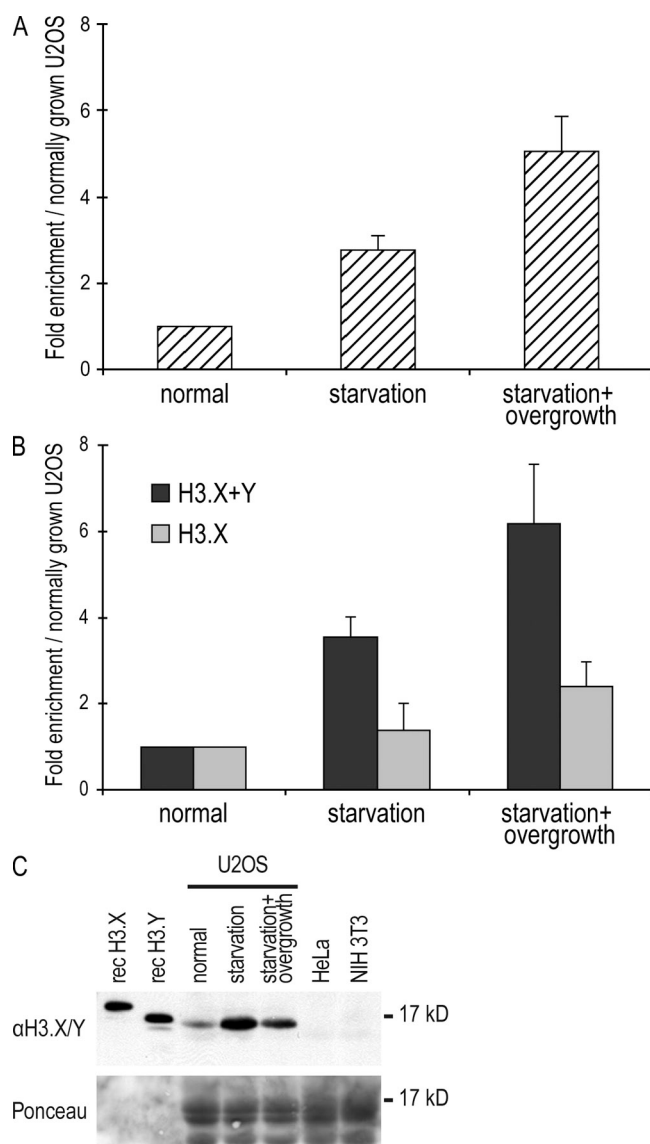 A
Fold enrichment / normally grown U2OS
8
6
4
2
0
normal
starvation
starvation+
overgrowth
B
Fold enrichment / normally grown U2OS
8
6
4
2
0
H3.X+Y
H3.X
normal
starvation
starvation+
overgrowth
C
U2OS
rec H3.X
rec H3.Y
normal
starvation
starvation+
overgrowth
HeLa
NIH 3T3
αH3.X/Y
17 kD
Ponceau
17 kD